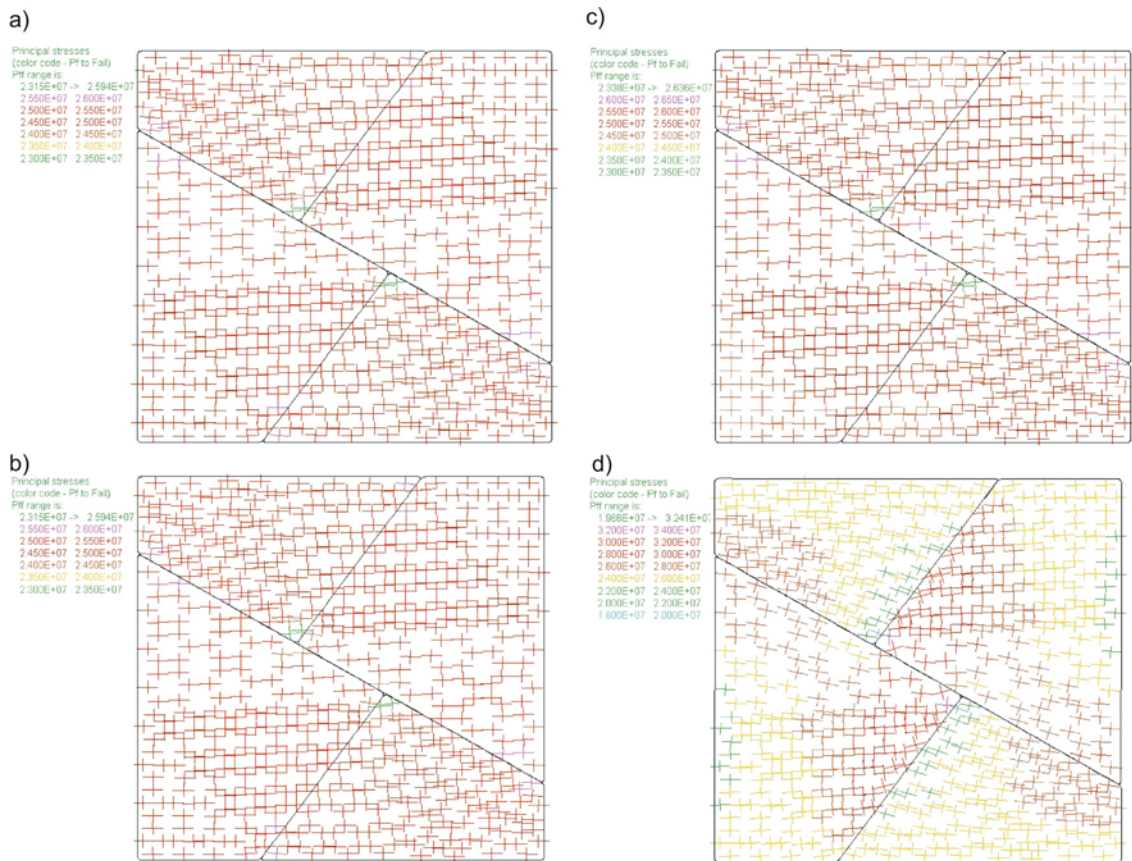 a)
Principal stresses
(color code - Pf to Fail)
Pff range is:
2.315E+07 -> 2.594E+07
2.550E+07 2.600E+07
2.500E+07 2.550E+07
2.450E+07 2.500E+07
2.400E+07 2.450E+07
2.350E+07 2.400E+07
2.300E+07 2.350E+07
c)
Principal stresses
(color code - Pf to Fail)
Pff range is:
2.338E+07 -> 2.636E+07
2.600E+07 2.650E+07
2.550E+07 2.600E+07
2.500E+07 2.550E+07
2.450E+07 2.500E+07
2.400E+07 2.450E+07
2.350E+07 2.400E+07
2.300E+07 2.350E+07
b)
Principal stresses
(color code - Pf to Fail)
Pff range is:
2.315E+07 -> 2.594E+07
2.550E+07 2.600E+07
2.500E+07 2.550E+07
2.450E+07 2.500E+07
2.400E+07 2.450E+07
2.350E+07 2.400E+07
2.300E+07 2.350E+07
d)
Principal stresses
(color code - Pf to Fail)
Pff range is:
1.966E+07 -> 3.241E+07
3.200E+07 3.400E+07
3.000E+07 3.200E+07
2.800E+07 3.000E+07
2.600E+07 2.800E+07
2.400E+07 2.600E+07
2.200E+07 2.400E+07
2.000E+07 2.200E+07
1.800E+07 2.000E+07